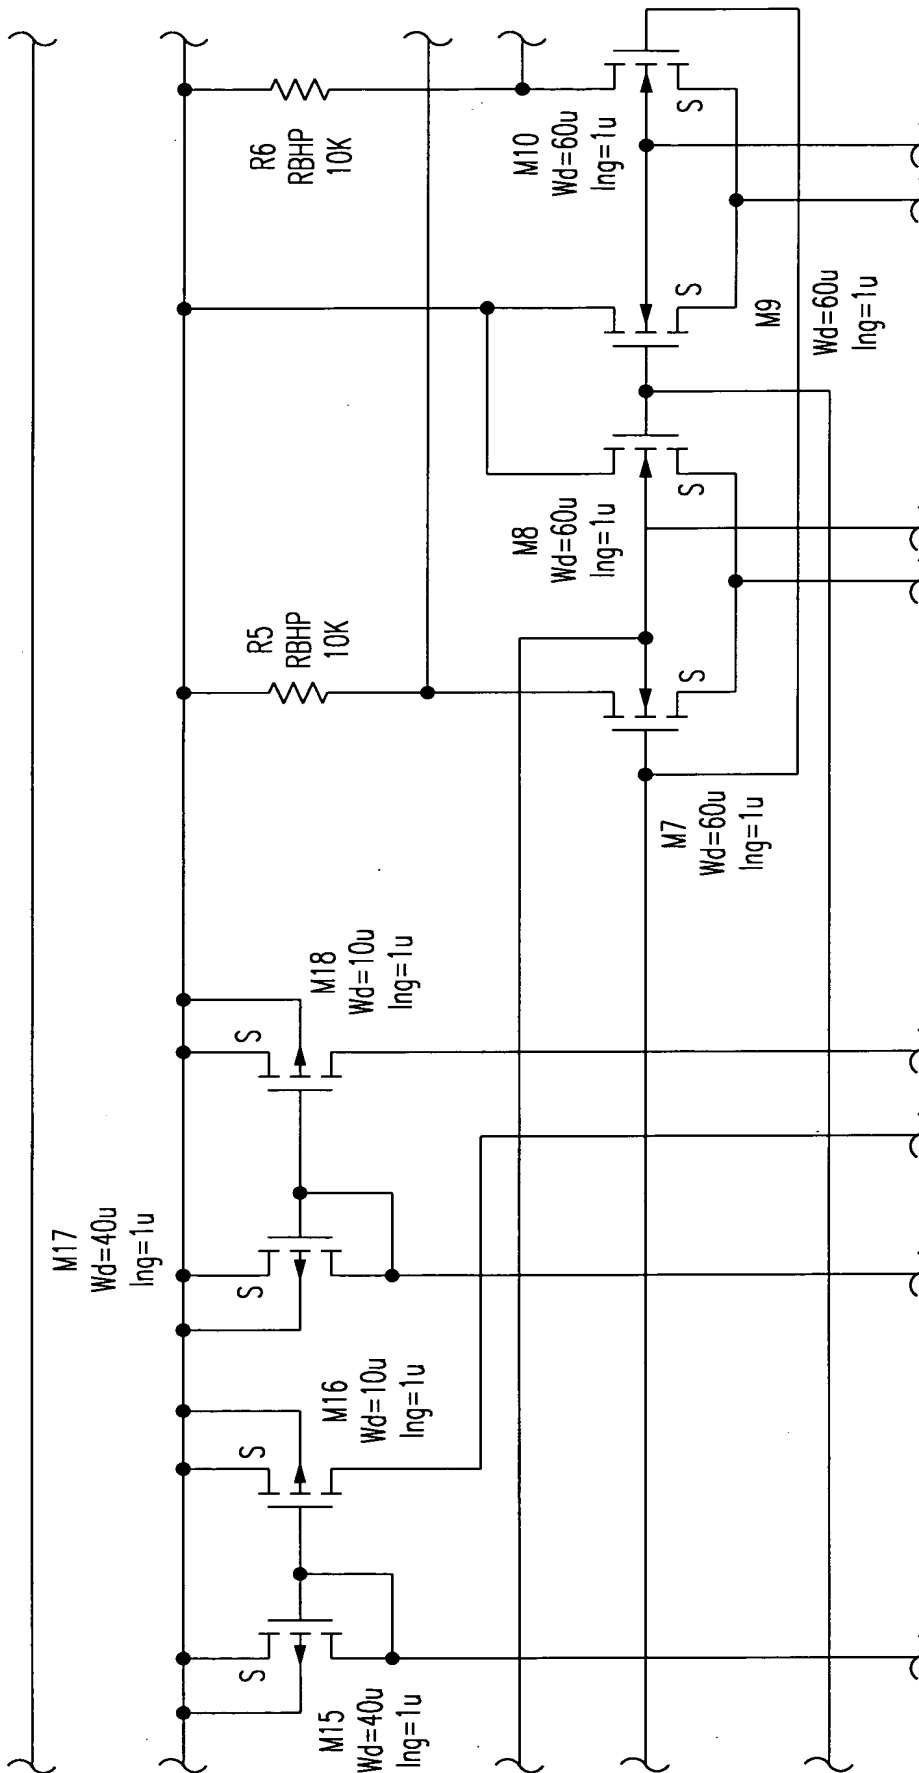 M17
Wd=40u
lng=1u
S
S
S
S
R5
RBHP
10K
R6
RBHP
10K
M15
Wd=40u
lng=1u
M16
Wd=10u
lng=1u
M18
Wd=10u
lng=1u
M8
Wd=60u
lng=1u
M10
Wd=60u
lng=1u
S
S
S
S
M7
Wd=60u
lng=1u
M9
Wd=60u
lng=1u